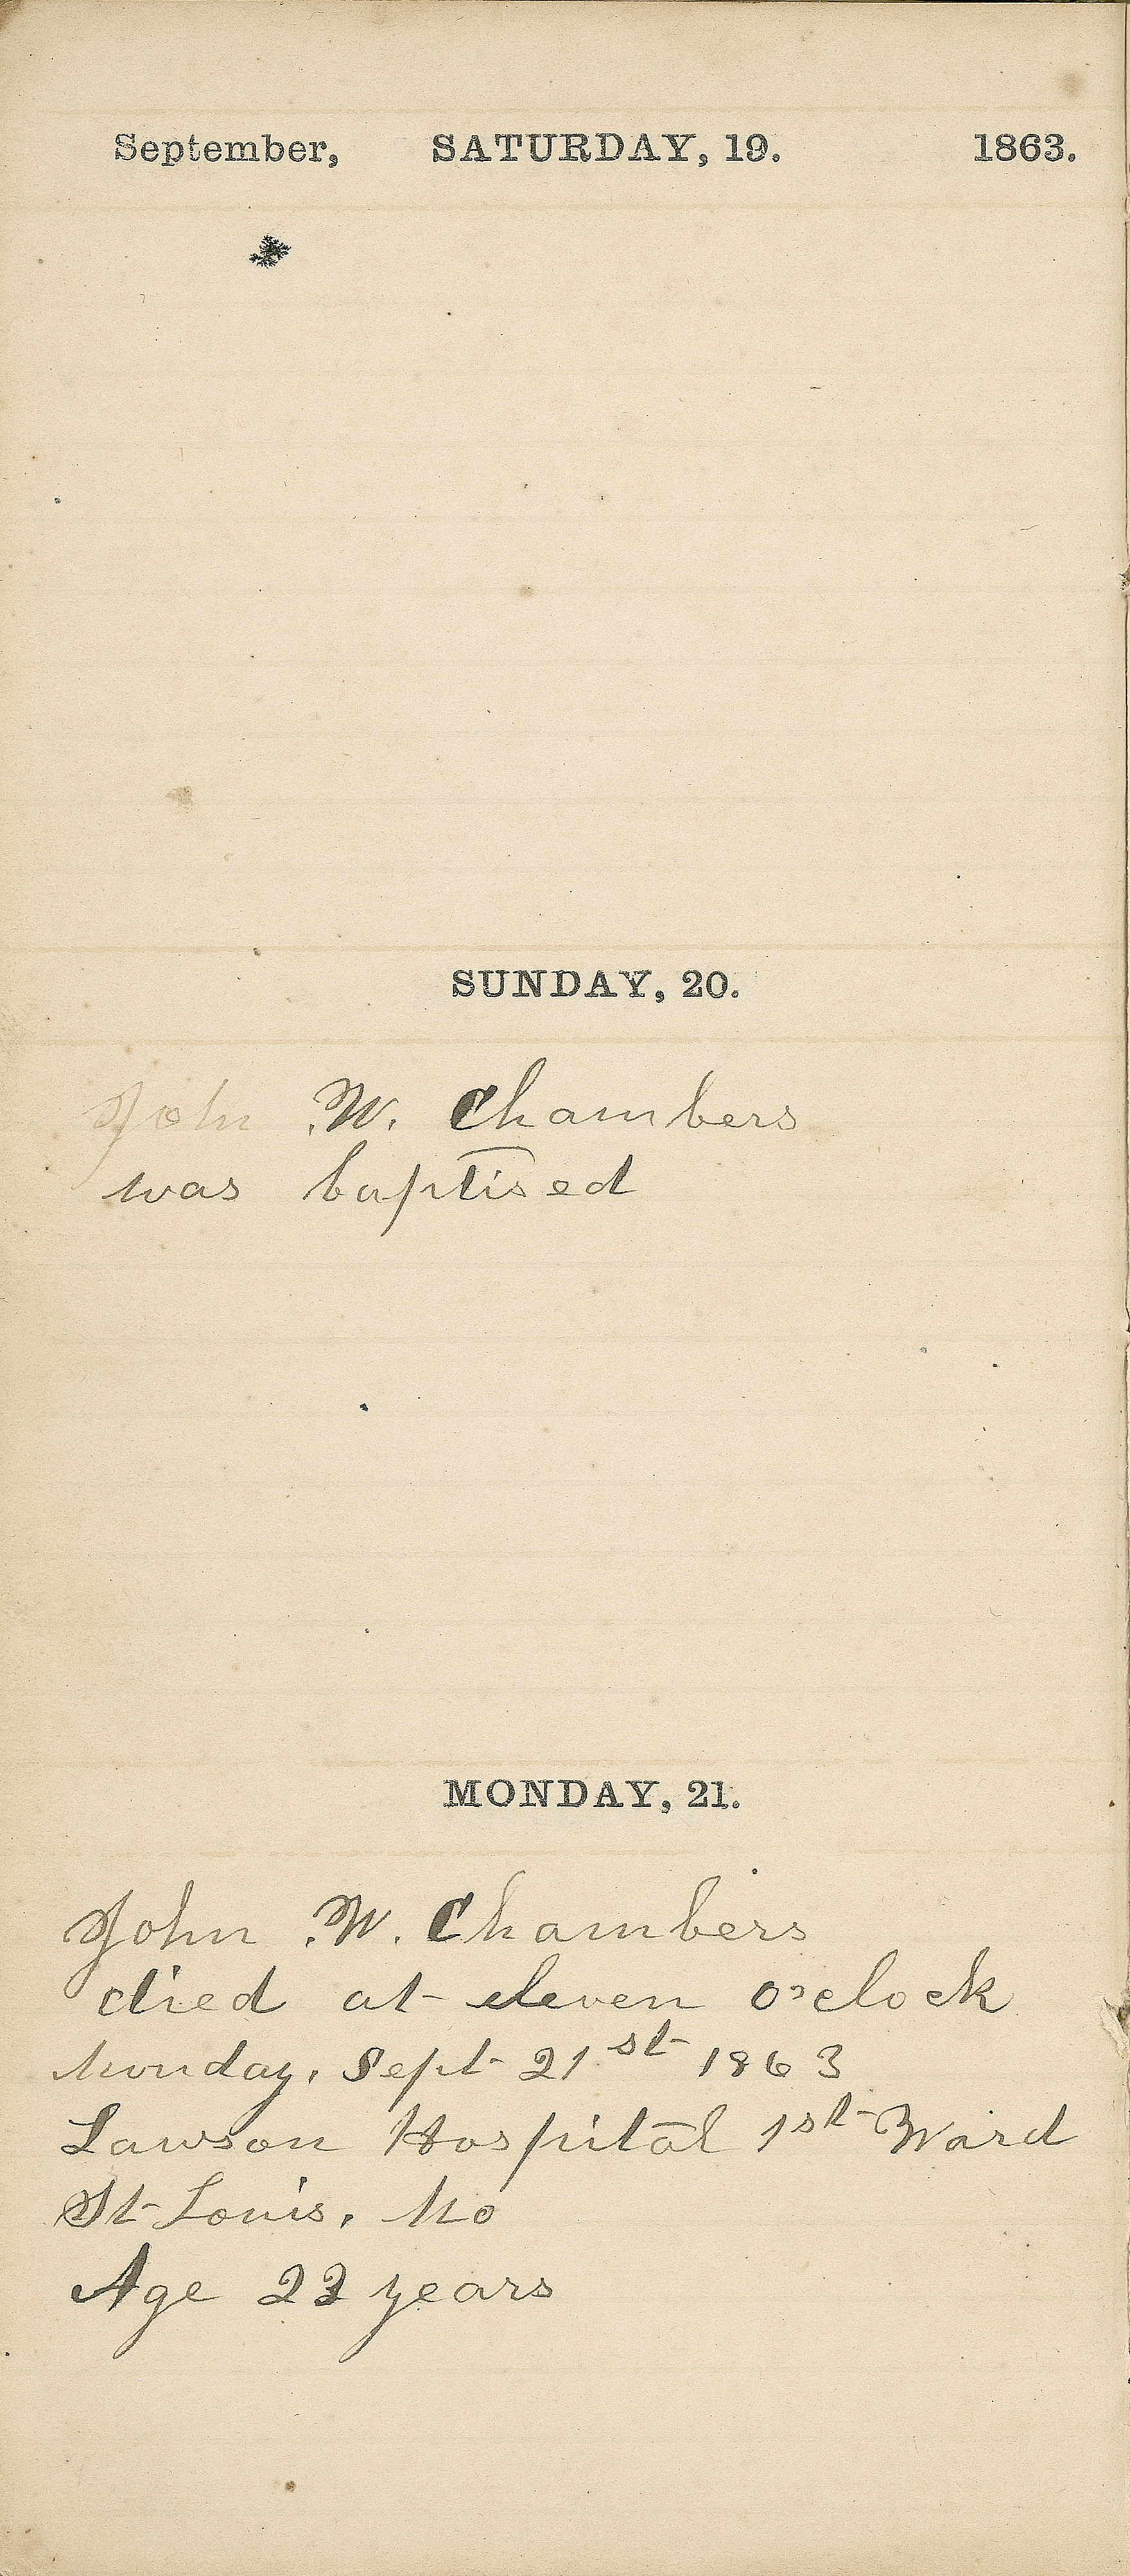 September, SATURDAY, 19. 1863.
SUNDAY, 20.
John W. Chambers
was baptised
MONDAY, 21.
John W. Chambers
died at eleven o'clock
Monday, Sept 21st 1863
Lawson Hospital 1st Ward
St Louis, Mo
Age 22 years